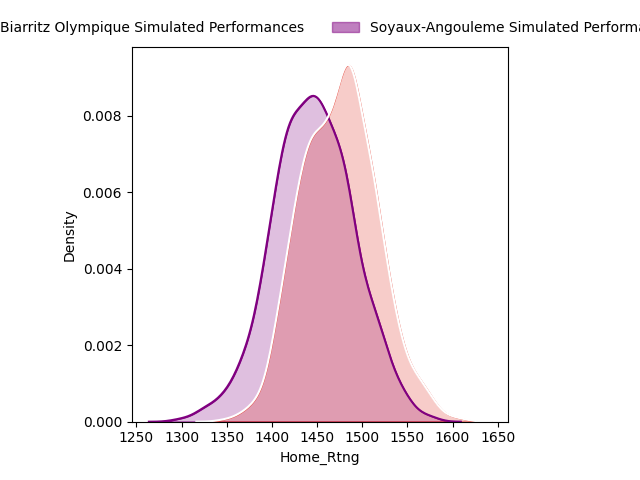 Biarritz Olympique Simulated Performances
Soyaux-Angouleme Simulated
Density
0.008
0.006
0.004
0.002
0.000
1250 1300 1350 1400 1450 1500 1550 1600 1650
Home_Rtng